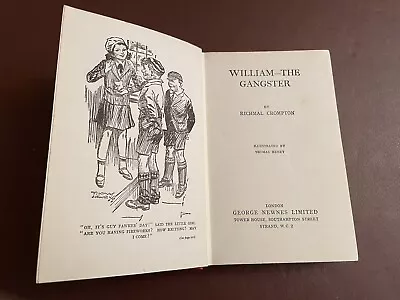 "OH, IT'S GUY FAWKES' DAY!" SAID THE LITTLE GIRL.
"ARE YOU HAVING FIREWORKS? HOW EXCITING! MAY
I COME?"
WILLIAM—THE
GANGSTER
BY
RICHMAL CROMPTON
ILLUSTRATED BY
THOMAS HENRY
LONDON
GEORGE NEWNES LIMITED
TOWER HOUSE, SOUTHAMPTON STREET
STRAND, W.C.2